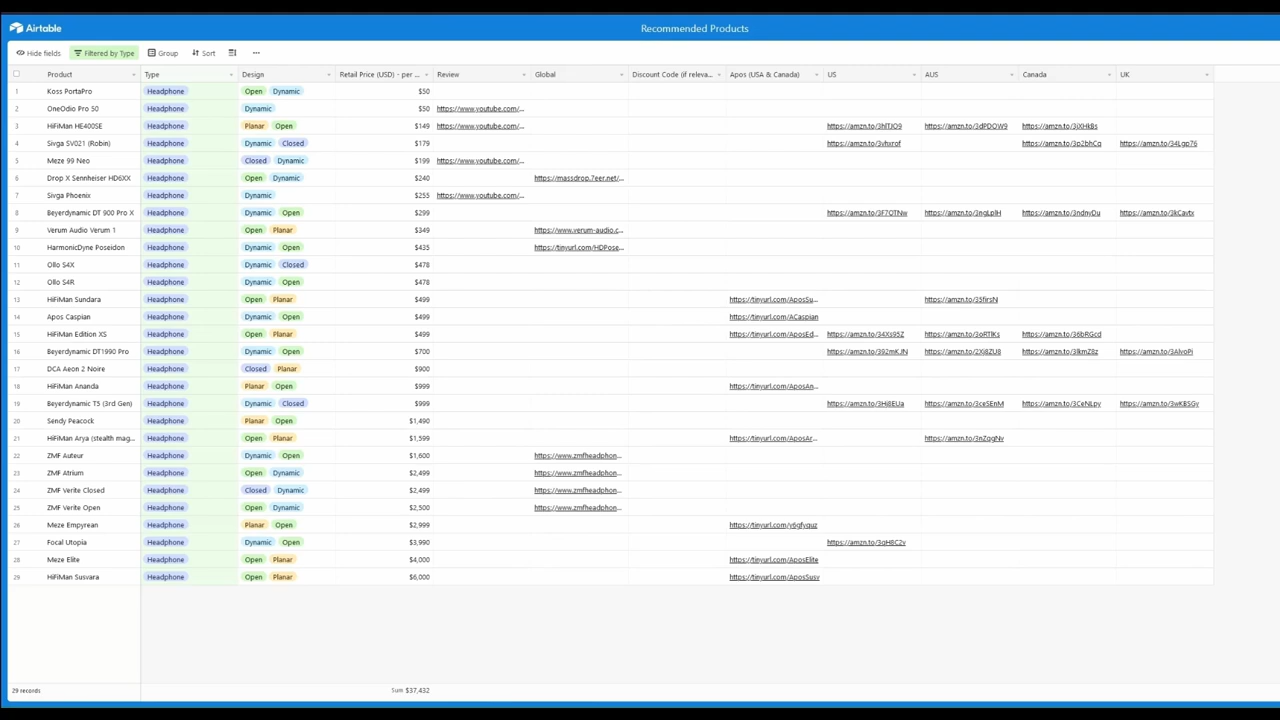 Airtable
Recommended Products
Hide fields Filtered by Type Group Sort ...
Product Type Design Retail Price (USD) - per ... Review Global Discount Code (if releva... Apos (USA & Canada) US AUS Canada UK
1 Koss PortaPro Headphone Open Dynamic $50
2 OneOdio Pro 50 Headphone Dynamic $50 https://www.youtube.com/...
3 HiFiMan HE400SE Headphone Planar Open $149 https://www.youtube.com/... https://amzn.to/3hlTJO9 https://amzn.to/3dPDOW9 https://amzn.to/3iXHkBs
4 Sivga SV021 (Robin) Headphone Dynamic Closed $179 https://amzn.to/3vhxrof https://amzn.to/3p2bhCq https://amzn.to/34Lgp76
5 Meze 99 Neo Headphone Closed Dynamic $199 https://www.youtube.com/...
6 Drop X Sennheiser HD6XX Headphone Open Dynamic $240 https://massdrop.7eer.net/...
7 Sivga Phoenix Headphone Dynamic $255 https://www.youtube.com/...
8 Beyerdynamic DT 900 Pro X Headphone Dynamic Open $299 https://amzn.to/3F7OTNw https://amzn.to/3ngLplH https://amzn.to/3ndnyDu https://amzn.to/3kCavtx
9 Verum Audio Verum 1 Headphone Open Planar $349 https://www.verum-audio.c...
10 HarmonicDyne Poseidon Headphone Dynamic Open $435 https://tinyurl.com/HDPose...
11 Ollo S4X Headphone Dynamic Closed $478
12 Ollo S4R Headphone Dynamic Open $478
13 HiFiMan Sundara Headphone Open Planar $499 https://tinyurl.com/AposSu... https://amzn.to/35firsN
14 Apos Caspian Headphone Dynamic Open $499 https://tinyurl.com/ACaspian
15 HiFiMan Edition XS Headphone Open Planar $499 https://tinyurl.com/AposEd... https://amzn.to/34Xs95Z https://amzn.to/3oRTlKs https://amzn.to/36bRGcd
16 Beyerdynamic DT1990 Pro Headphone Dynamic Open $700 https://amzn.to/392mKJN https://amzn.to/2Xj8ZU8 https://amzn.to/3lkmZ8z https://amzn.to/3AlvoPj
17 DCA Aeon 2 Noire Headphone Closed Planar $900
18 HiFiMan Ananda Headphone Planar Open $999 https://tinyurl.com/AposAn...
19 Beyerdynamic T5 (3rd Gen) Headphone Dynamic Closed $999 https://amzn.to/3Hi8EUa https://amzn.to/3ceSEnM https://amzn.to/3CeNLpy https://amzn.to/3wKBSGy
20 Sendy Peacock Headphone Planar Open $1,490
21 HiFiMan Arya (stealth mag... Headphone Open Planar $1,599 https://tinyurl.com/AposAr... https://amzn.to/3nZqgNv
22 ZMF Auteur Headphone Dynamic Open $1,600 https://www.zmfheadphon...
23 ZMF Atrium Headphone Open Dynamic $2,499 https://www.zmfheadphon...
24 ZMF Verite Closed Headphone Closed Dynamic $2,499 https://www.zmfheadphon...
25 ZMF Verite Open Headphone Open Dynamic $2,500 https://www.zmfheadphon...
26 Meze Empyrean Headphone Planar Open $2,999 https://tinyurl.com/y6gfyquz
27 Focal Utopia Headphone Dynamic Open $3,990 https://amzn.to/3qH8C2v
28 Meze Elite Headphone Open Planar $4,000 https://tinyurl.com/AposElite
29 HiFiMan Susvara Headphone Open Planar $6,000 https://tinyurl.com/AposSusv
29 records Sum $37,432